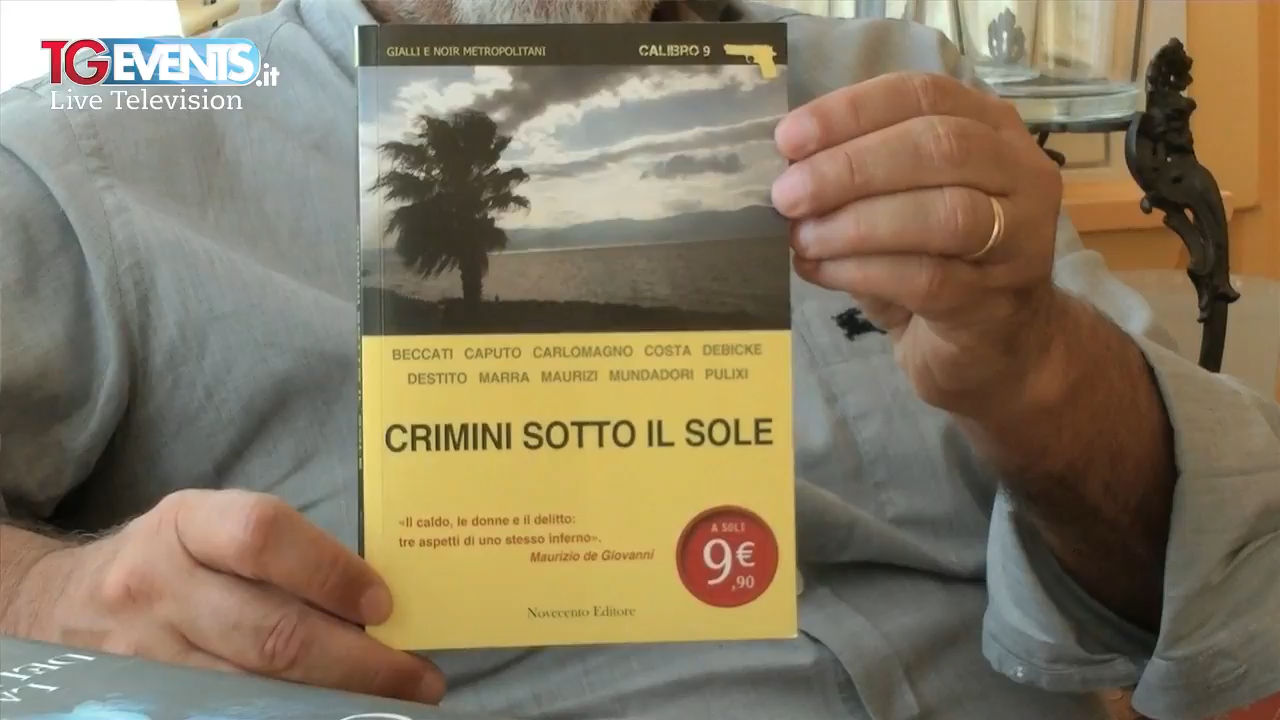 TGEVENTS.it
Live Television
GIALLI E NOIR METROPOLITANI
CALIBRO 9
BECCATI CAPUTO CARLOMAGNO COSTA DEBICKE
DESTITO MARRA MAURIZI MUNDADORI PULIXI
CRIMINI SOTTO IL SOLE
«Il caldo, le donne e il delitto:
tre aspetti di uno stesso inferno».
Maurizio de Giovanni
A SOLI
9€
,90
Novecento Editore
LA